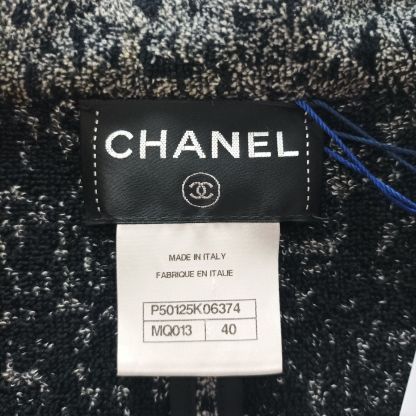 CHANEL
MADE IN ITALY
FABRIQUE EN ITALIE
P50125K06374
MQ013 40